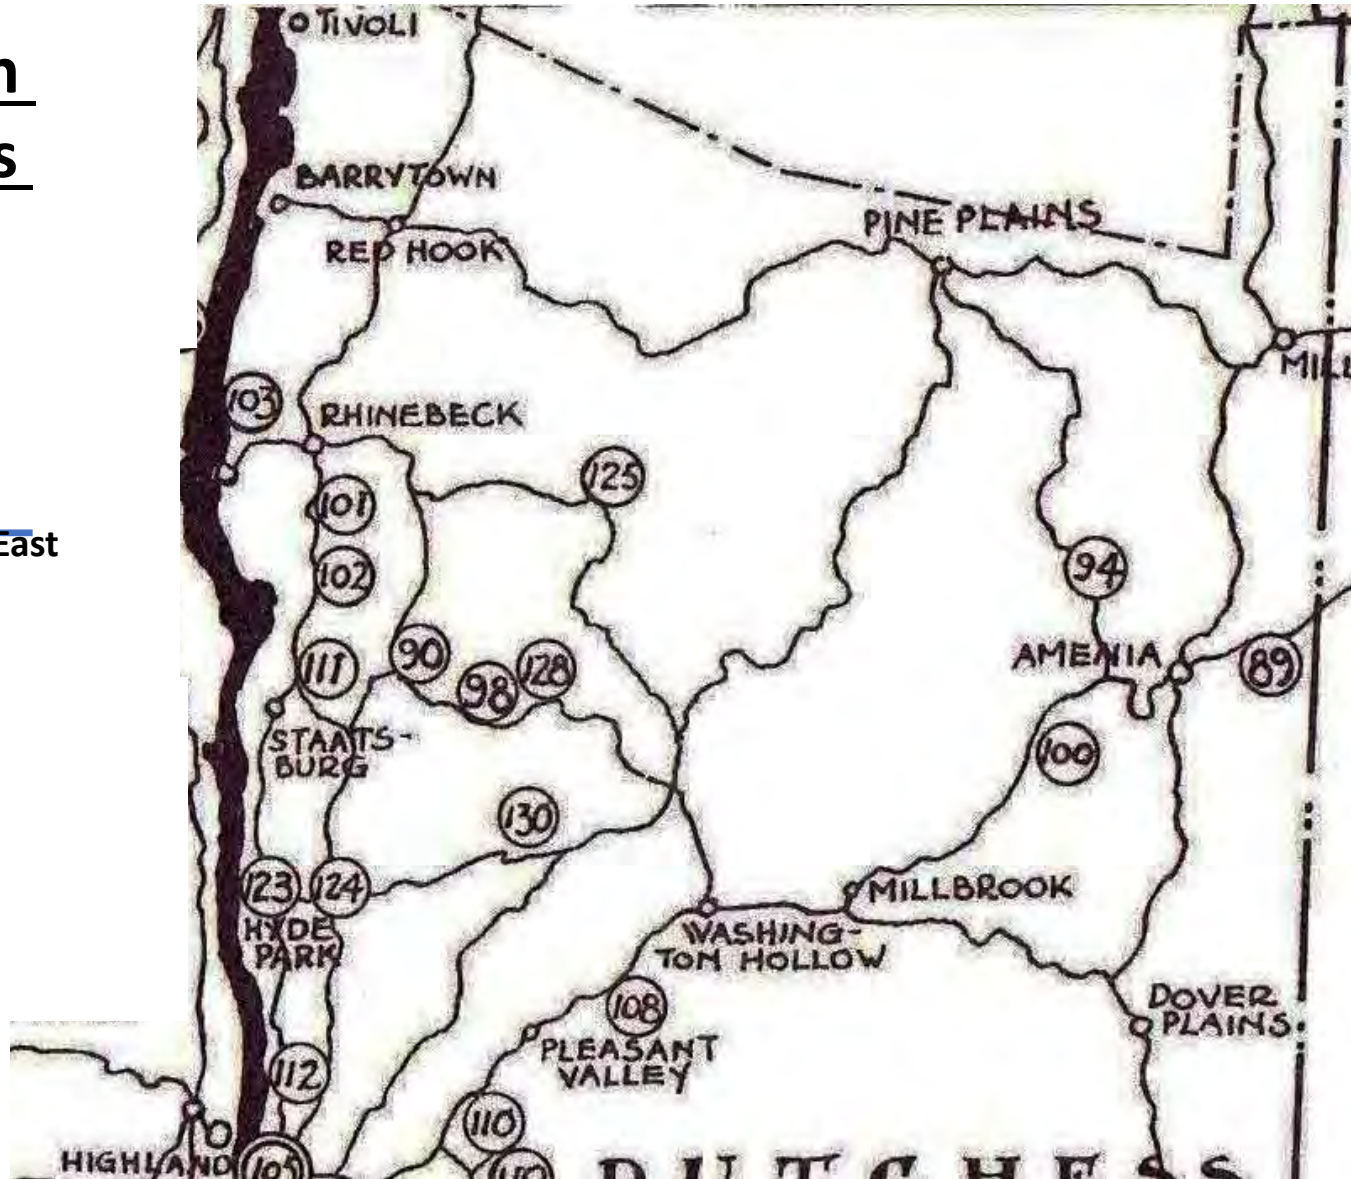 TIVOLI
BARRYTOWN
RED HOOK
PINE PLAINS
103
RHINEBECK
125
101
102
East
94
AMENIA
89
111
90
98
128
STAATS-
BURG
100
130
123
124
MILLBROOK
HYDE
PARK
WASHING-
TON HOLLOW
108
DOVER
PLAINS
PLEASANT
VALLEY
112
110
HIGHLAND
105
DUTCHESS